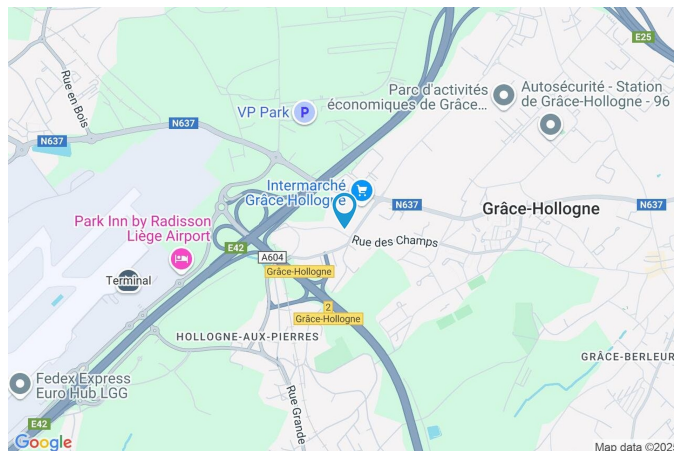 E42
E25
Rue en Bois
Parc d'activités
économiques de Grâce...
Autosécurité - Station
de Grâce-Hollogne - 96
VP Park
P
N637
N637
Intermarché
Grâce Hollogne
N637
Grâce-Hollogne
N637
Park Inn by Radisson
Liège Airport
E42
Rue des Champs
A604
Grâce-Hollogne
Terminal
2
Grâce-Hollogne
HOLLOGNE-AUX-PIERRES
GRÂCE-BERLEUR
Fedex Express
Euro Hub LGG
Rue Grande
E42
Google
Map data ©2025